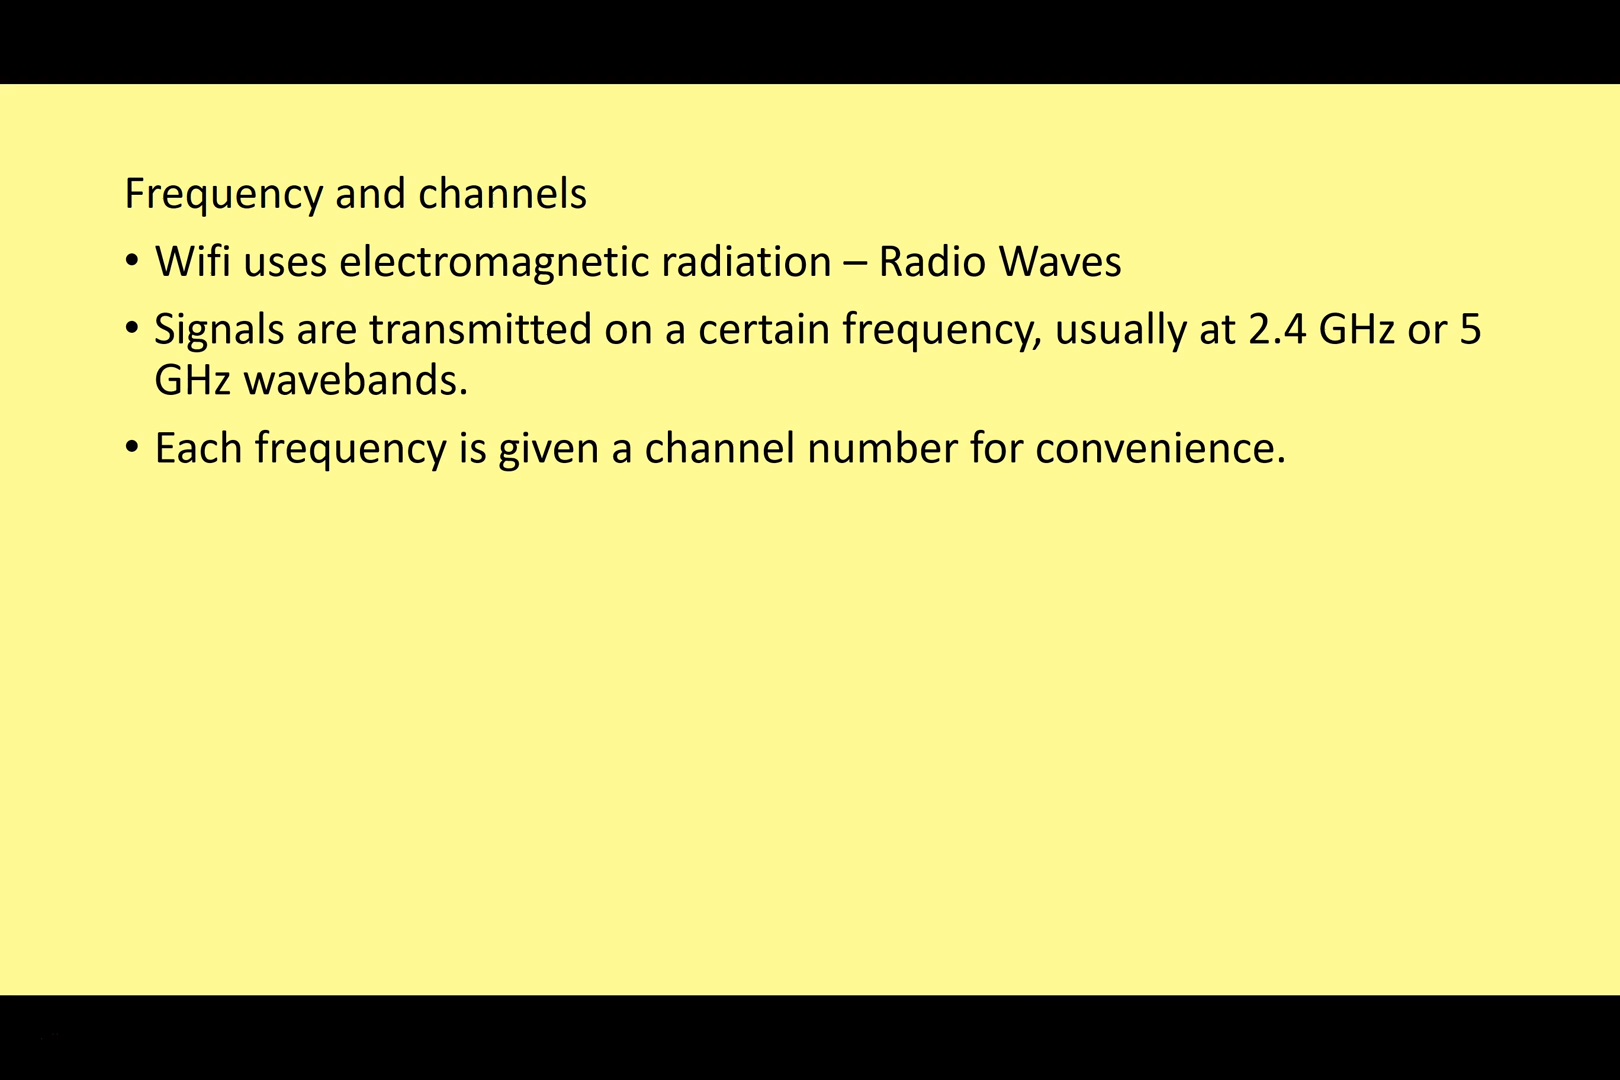 Frequency and channels
• Wifi uses electromagnetic radiation – Radio Waves
• Signals are transmitted on a certain frequency, usually at 2.4 GHz or 5
GHz wavebands.
• Each frequency is given a channel number for convenience.